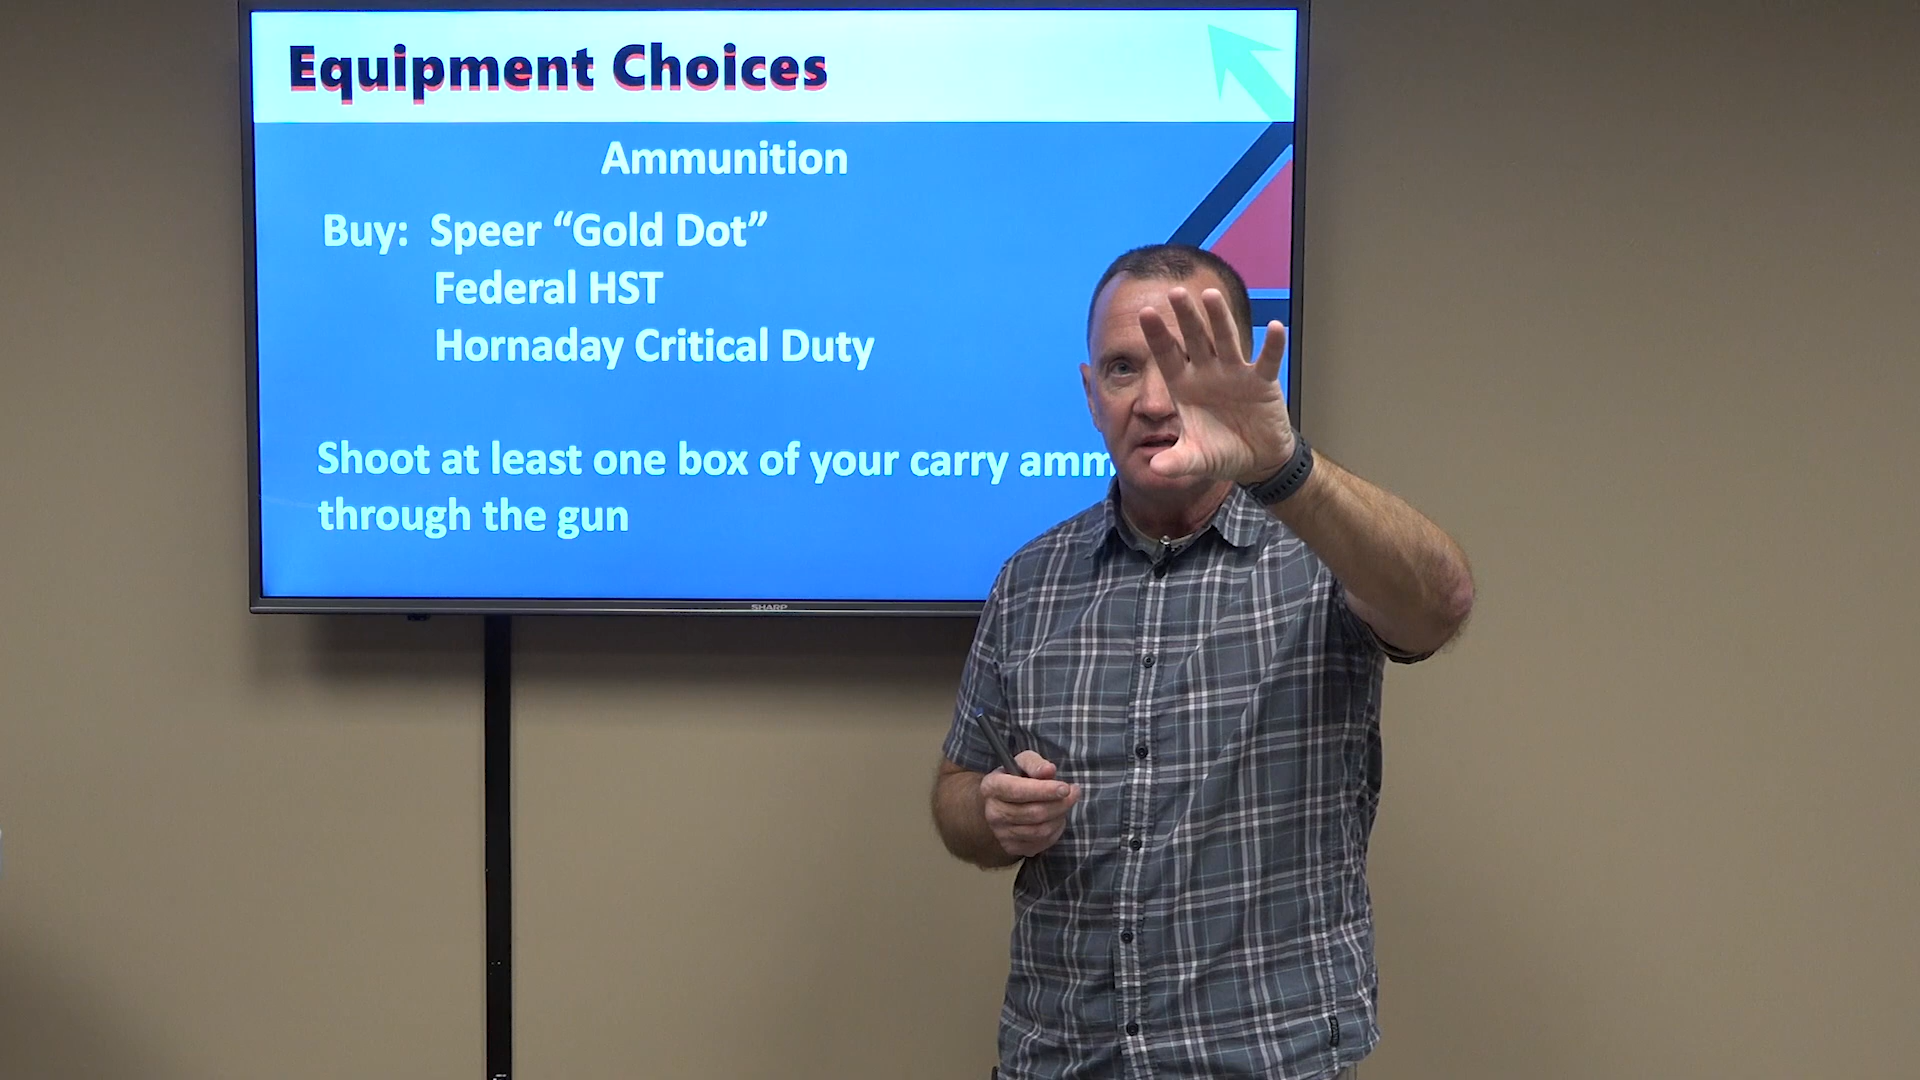 Equipment Choices
Ammunition
Buy: Speer “Gold Dot”
Federal HST
Hornaday Critical Duty
Shoot at least one box of your carry amm
through the gun
SHARP